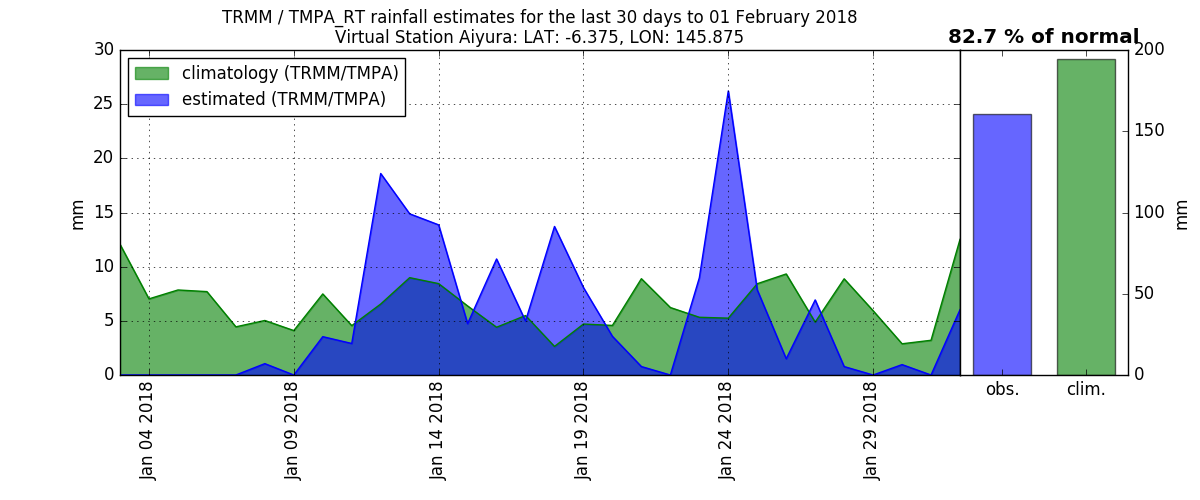 TRMM / TMPA_RT rainfall estimates for the last 30 days to 01 February 2018
Virtual Station Aiyura: LAT: -6.375, LON: 145.875
82.7 % of normal
climatology (TRMM/TMPA)
estimated (TRMM/TMPA)
30
25
20
15
10
5
0
mm
Jan 04 2018
Jan 09 2018
Jan 14 2018
Jan 19 2018
Jan 24 2018
Jan 29 2018
obs.
clim.
200
150
100
50
0
mm